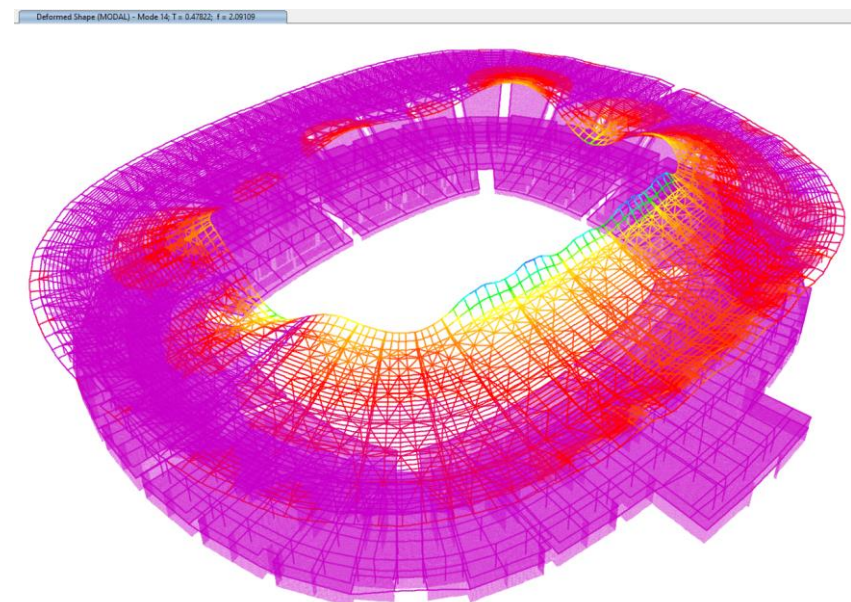 Deformed Shape (MODAL) - Mode 14; T = 0.47822; f = 2.09109